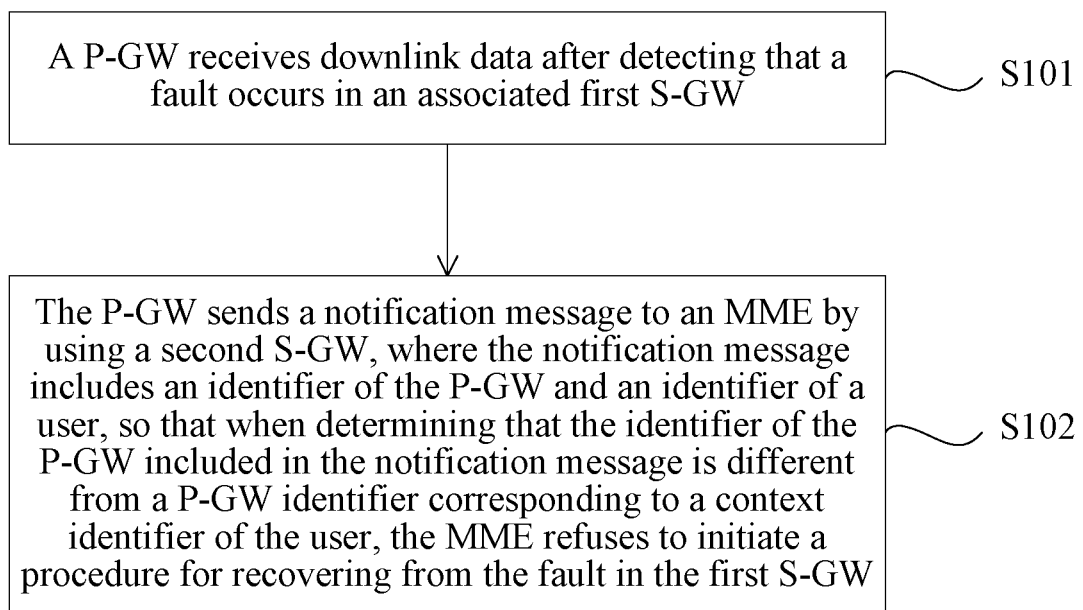 A P-GW receives downlink data after detecting that a
fault occurs in an associated first S-GW
S101
The P-GW sends a notification message to an MME by
using a second S-GW, where the notification message
includes an identifier of the P-GW and an identifier of a
user, so that when determining that the identifier of the
P-GW included in the notification message is different
from a P-GW identifier corresponding to a context
identifier of the user, the MME refuses to initiate a
procedure for recovering from the fault in the first S-GW
S102